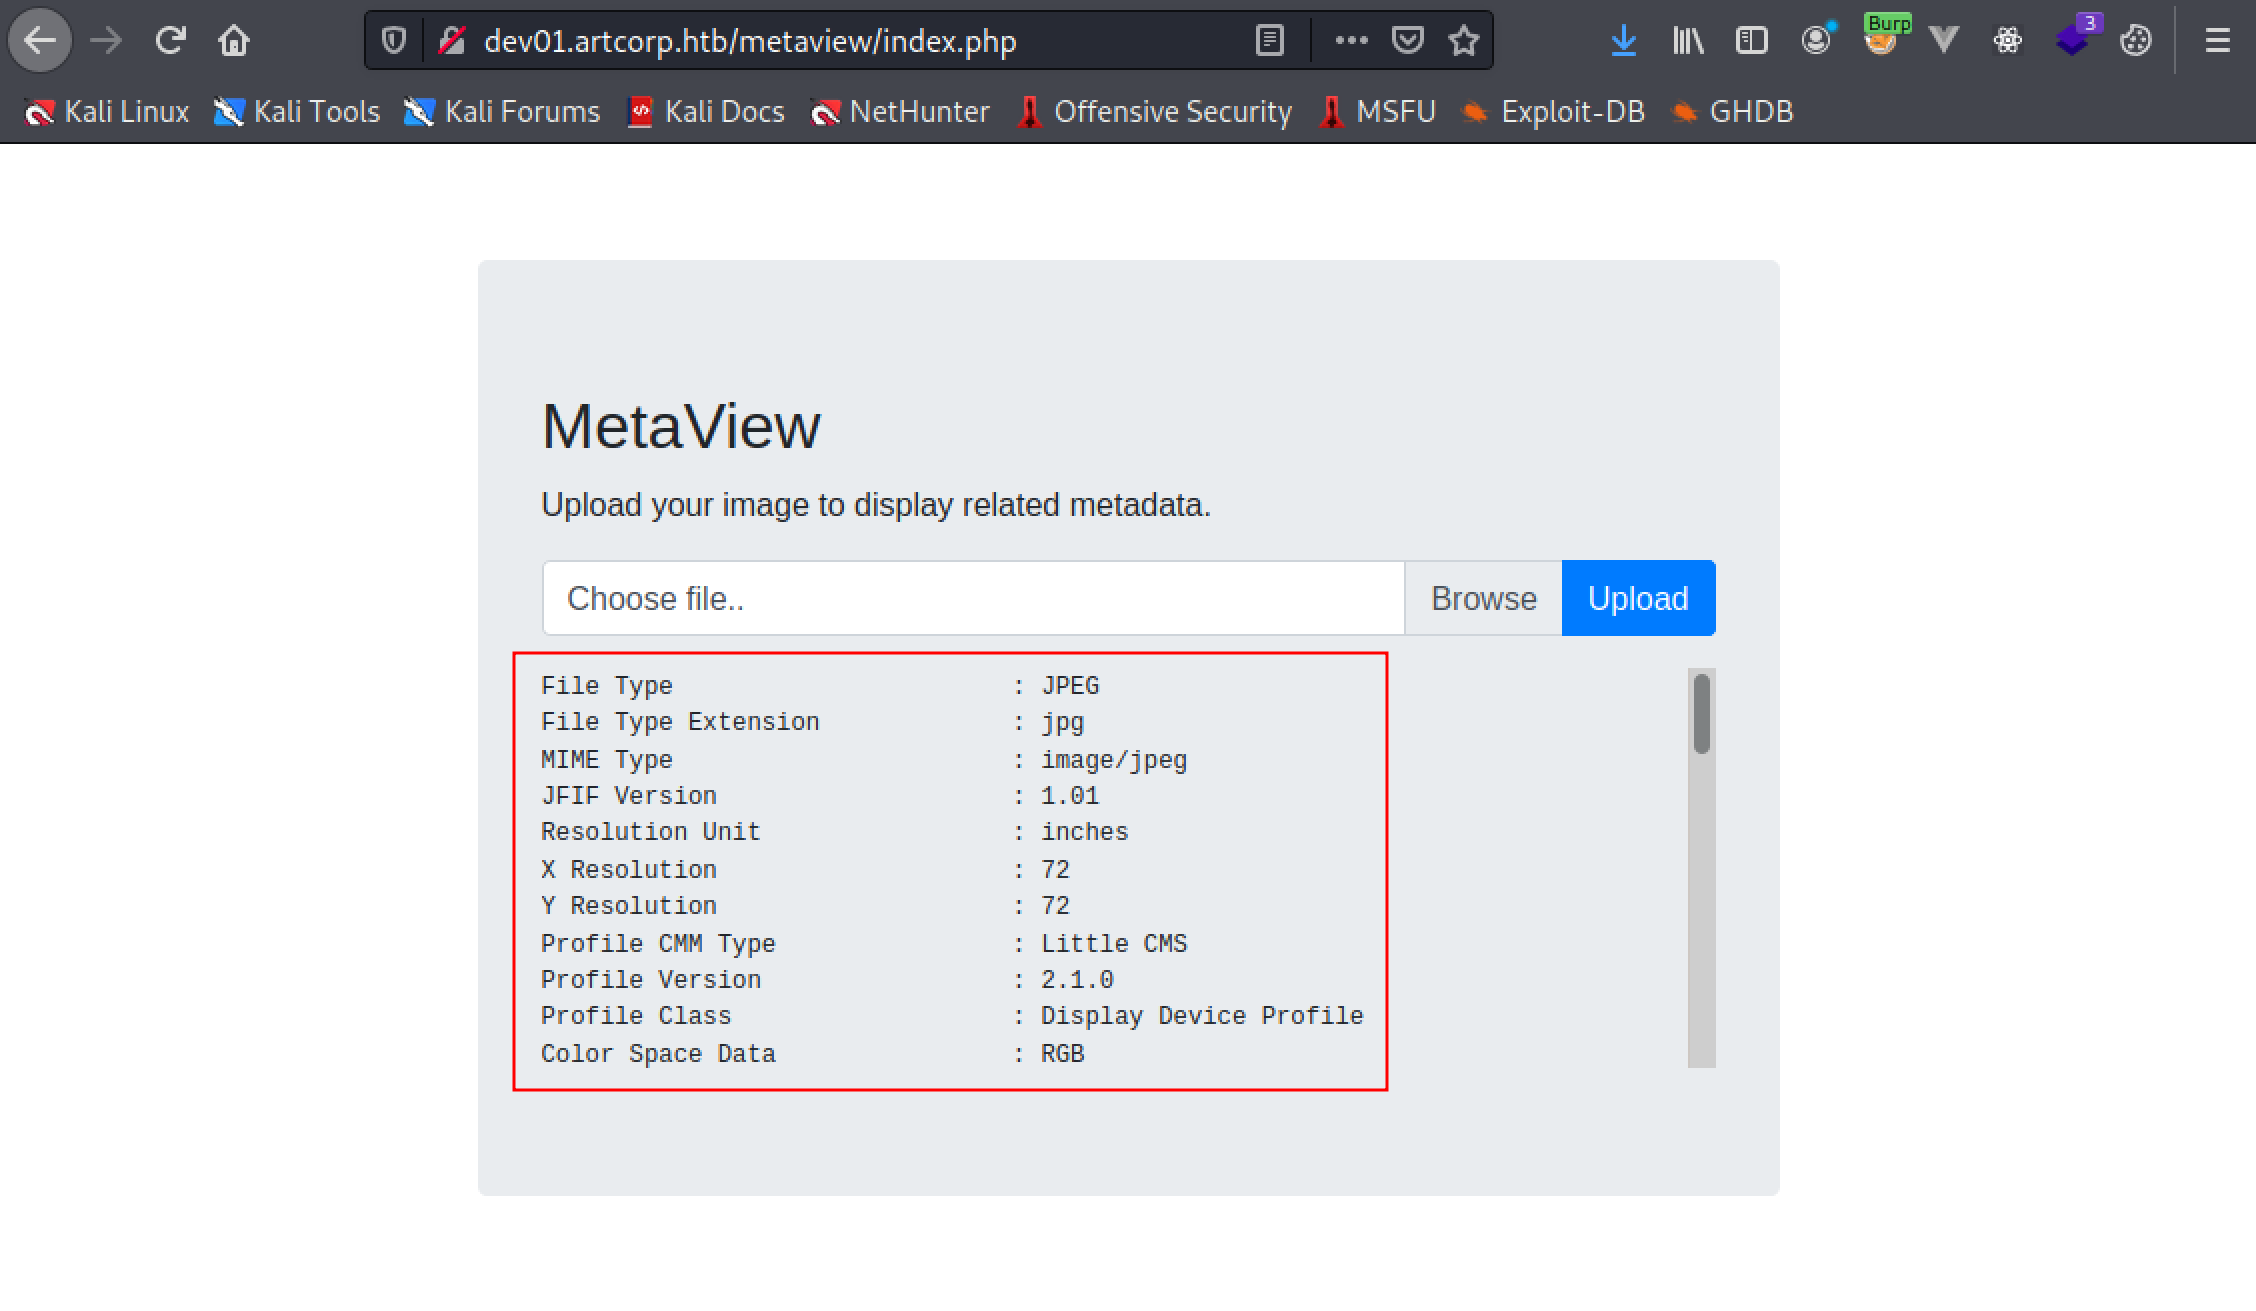 dev01.artcorp.htb/metaview/index.php
Burp
3
Kali Linux Kali Tools Kali Forums Kali Docs NetHunter Offensive Security MSFU Exploit-DB GHDB
MetaView
Upload your image to display related metadata.
Choose file.. Browse Upload
File Type : JPEG
File Type Extension : jpg
MIME Type : image/jpeg
JFIF Version : 1.01
Resolution Unit : inches
X Resolution : 72
Y Resolution : 72
Profile CMM Type : Little CMS
Profile Version : 2.1.0
Profile Class : Display Device Profile
Color Space Data : RGB